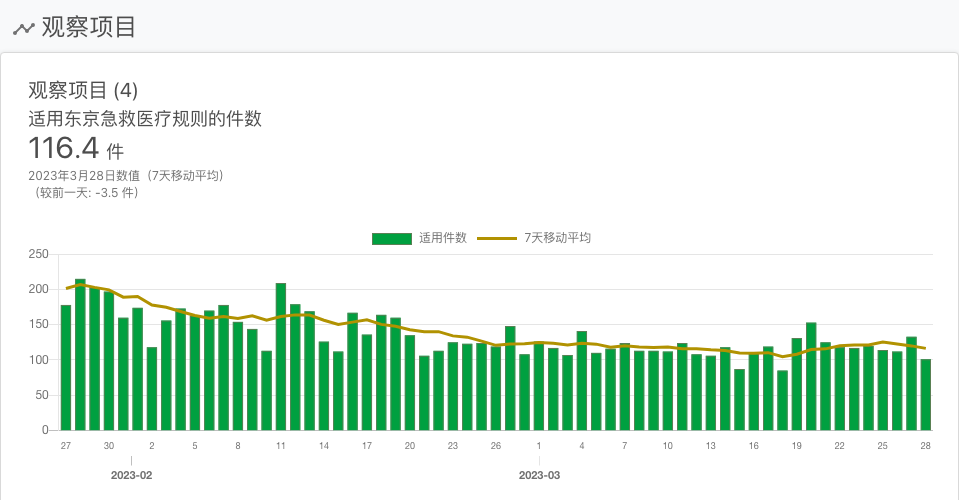 观察项目
观察项目 (4)
适用东京急救医疗规则的件数
116.4 件
2023年3月28日数值（7天移动平均）
（较前一天: -3.5 件）
适用件数 7天移动平均
250
200
150
100
50
0
27 30 2 5 8 11 14 17 20 23 26 1 4 7 10 13 16 19 22 25 28
2023-02 2023-03